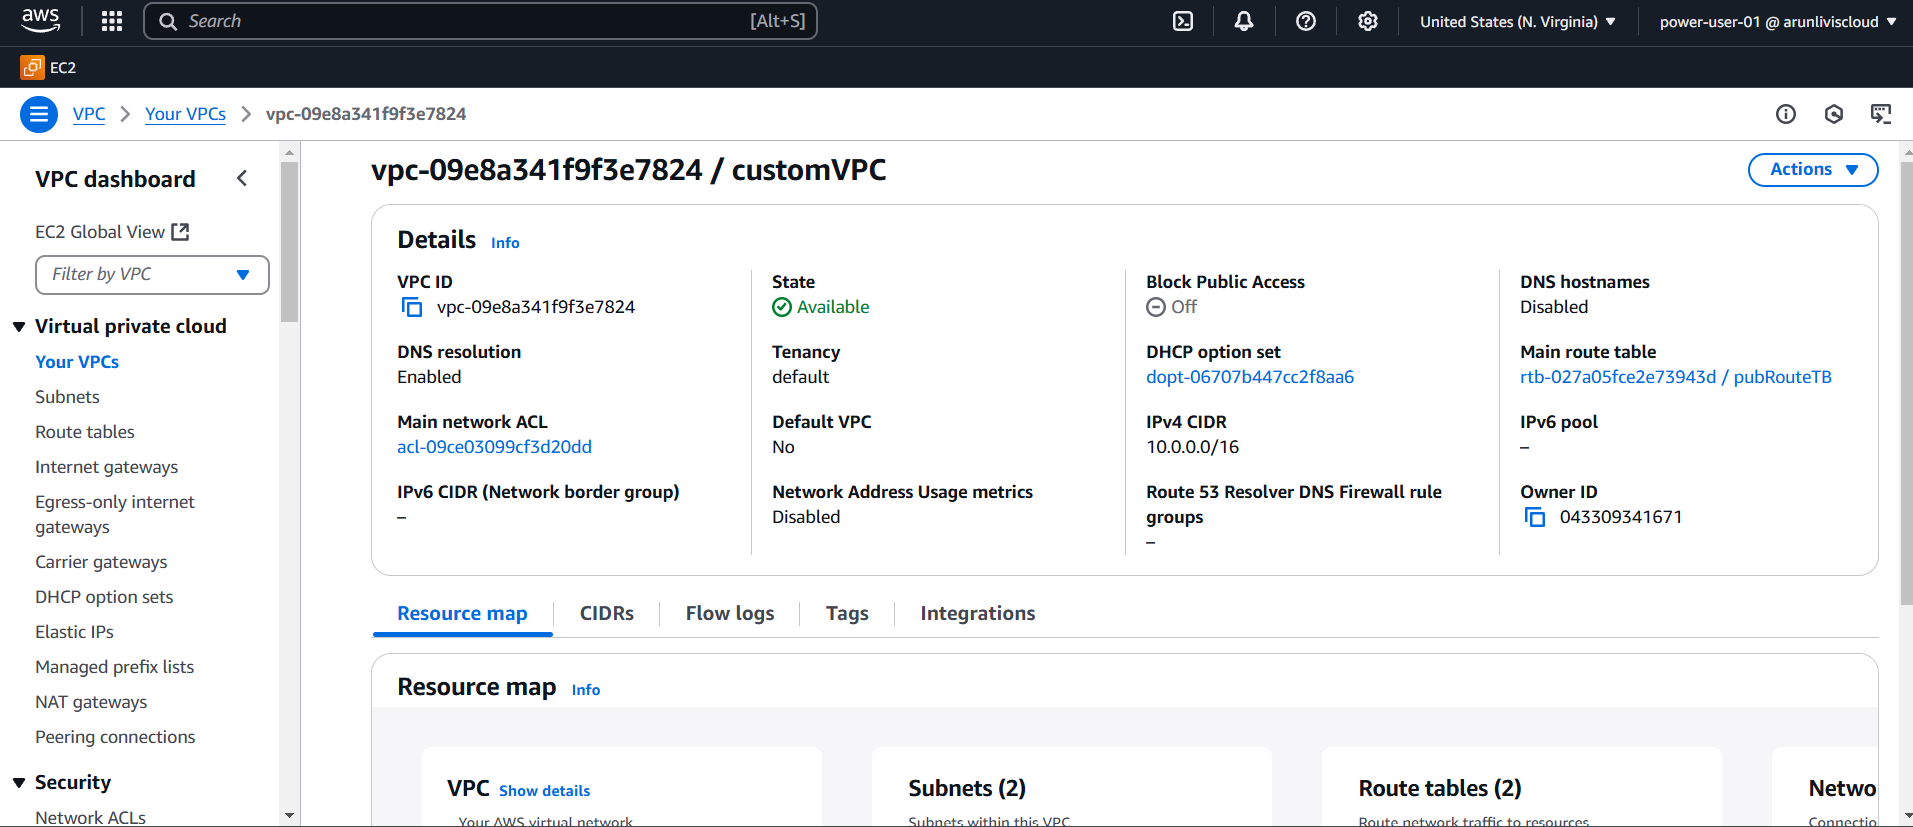 aws
Search
[Alt+S]
United States (N. Virginia)
power-user-01 @ arunliviscloud
EC2
VPC
Your VPCs
vpc-09e8a341f9f3e7824
VPC dashboard
EC2 Global View
Filter by VPC
Virtual private cloud
Your VPCs
Subnets
Route tables
Internet gateways
Egress-only internet
gateways
Carrier gateways
DHCP option sets
Elastic IPs
Managed prefix lists
NAT gateways
Peering connections
Security
Network ACLs
vpc-09e8a341f9f3e7824 / customVPC
Actions
Details Info
VPC ID
vpc-09e8a341f9f3e7824
State
Available
Block Public Access
Off
DNS hostnames
Disabled
DNS resolution
Enabled
Tenancy
default
DHCP option set
dopt-06707b447cc2f8aa6
Main route table
rtb-027a05fce2e73943d / pubRouteTB
Main network ACL
acl-09ce03099cf3d20dd
Default VPC
No
IPv4 CIDR
10.0.0.0/16
IPv6 pool
–
IPv6 CIDR (Network border group)
–
Network Address Usage metrics
Disabled
Route 53 Resolver DNS Firewall rule
groups
–
Owner ID
043309341671
Resource map
CIDRs
Flow logs
Tags
Integrations
Resource map Info
VPC Show details
Your AWS virtual network
Subnets (2)
Subnets within this VPC
Route tables (2)
Route network traffic to resources
Netwo
Connectio